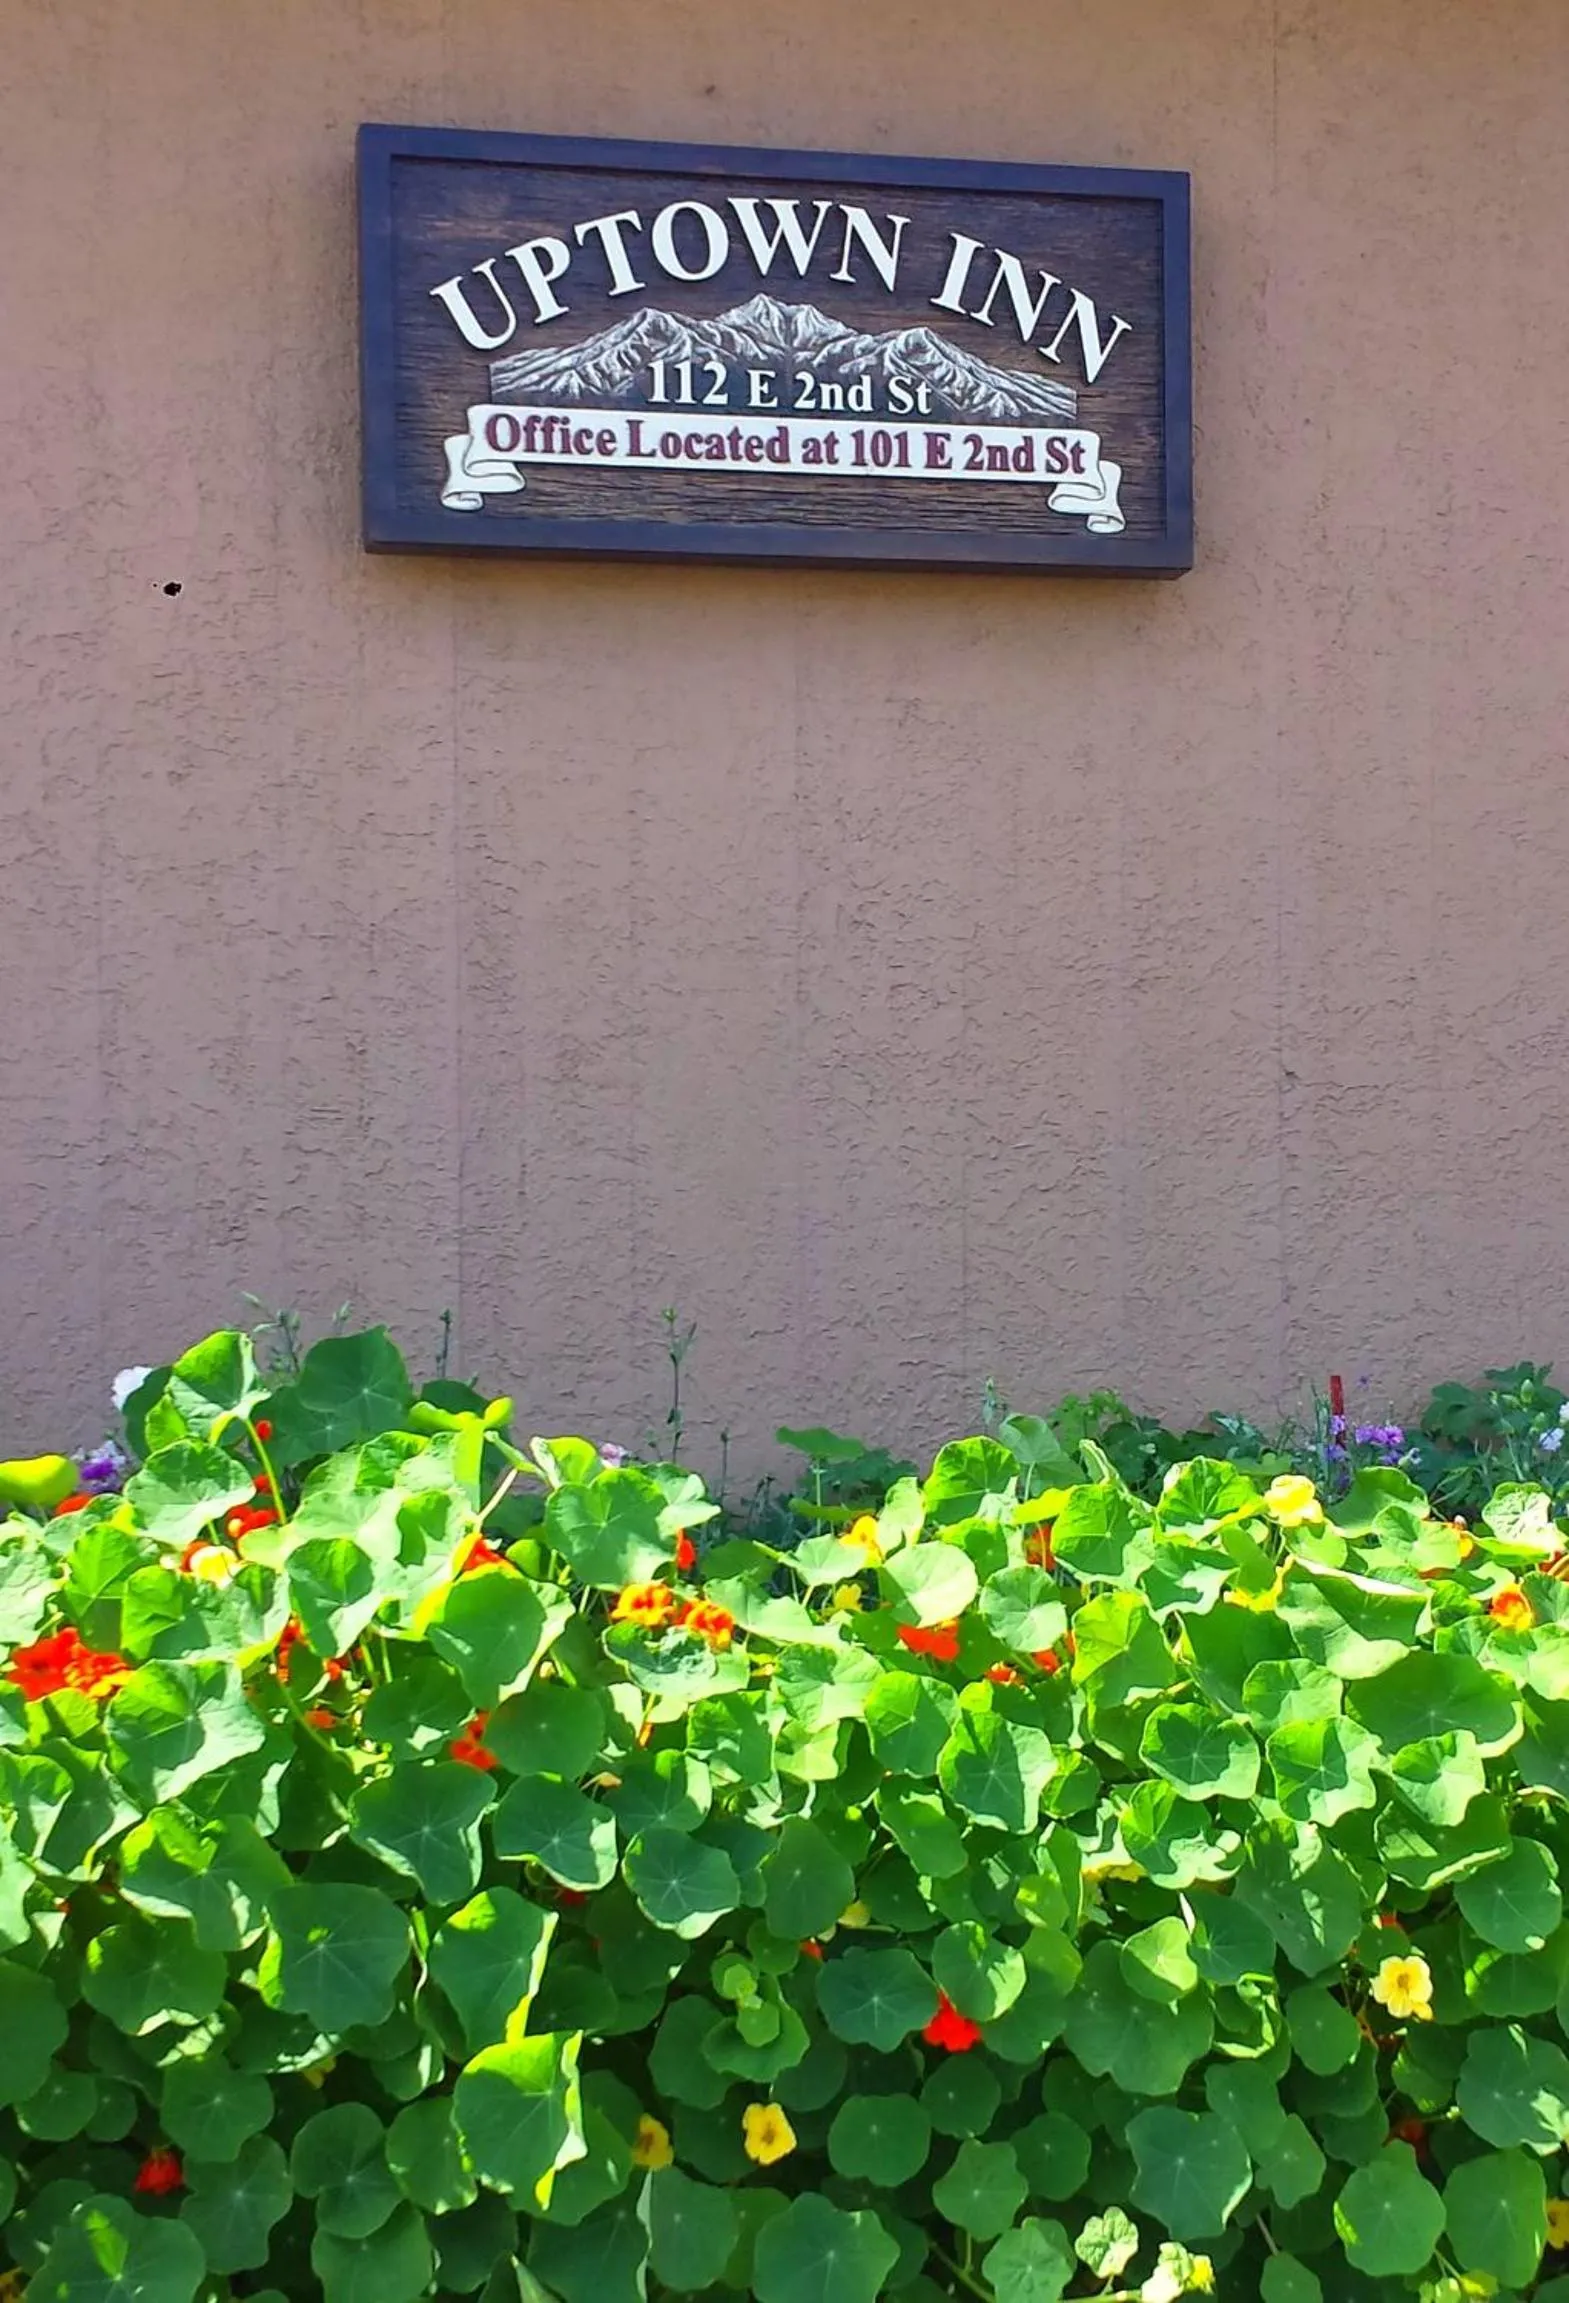 UPTOWN INN
112 E 2nd St
Office Located at 101 E 2nd St